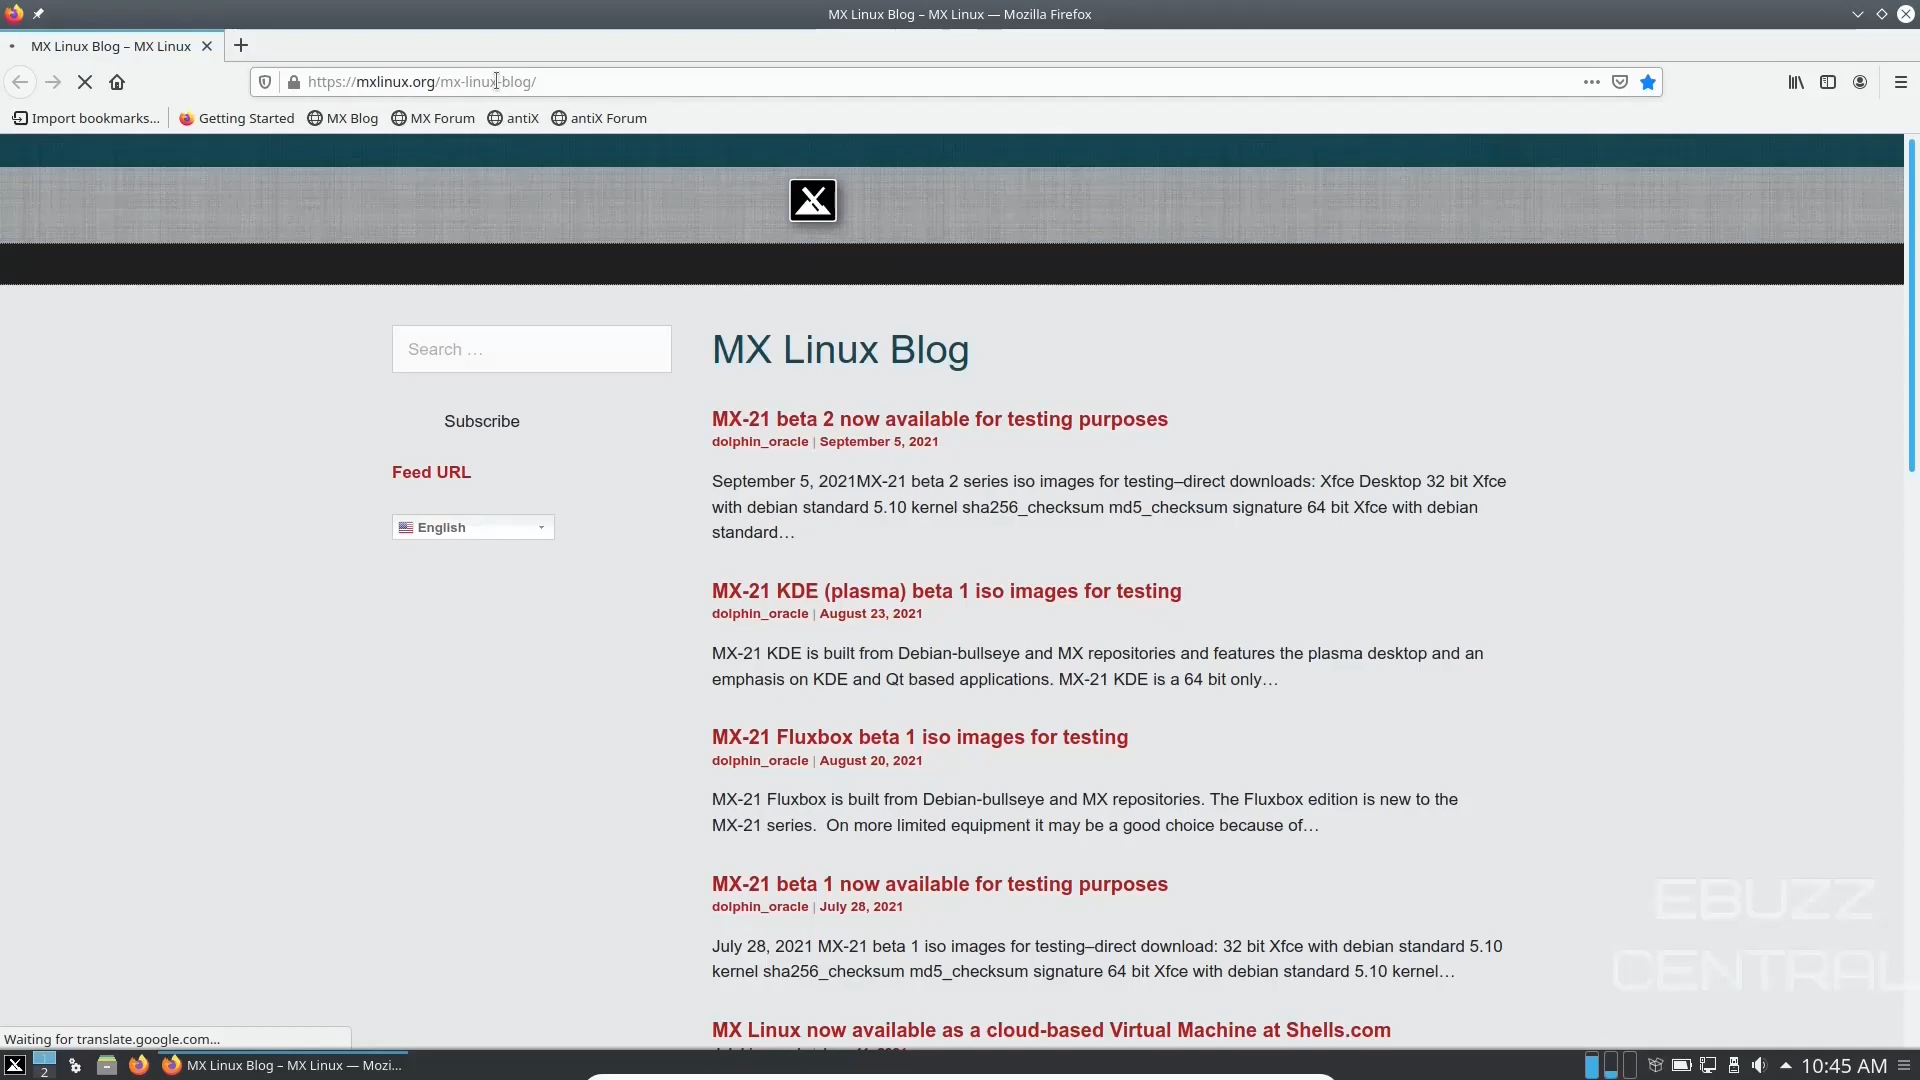 MX Linux Blog – MX Linux — Mozilla Firefox
MX Linux Blog – MX Linux
https://mxlinux.org/mx-linux-blog/
Import bookmarks...
Getting Started
MX Blog
MX Forum
antiX
antiX Forum
Search …
Subscribe
Feed URL
English
MX Linux Blog
MX-21 beta 2 now available for testing purposes
dolphin_oracle | September 5, 2021
September 5, 2021MX-21 beta 2 series iso images for testing–direct downloads: Xfce Desktop 32 bit Xfce
with debian standard 5.10 kernel sha256_checksum md5_checksum signature 64 bit Xfce with debian
standard…
MX-21 KDE (plasma) beta 1 iso images for testing
dolphin_oracle | August 23, 2021
MX-21 KDE is built from Debian-bullseye and MX repositories and features the plasma desktop and an
emphasis on KDE and Qt based applications. MX-21 KDE is a 64 bit only…
MX-21 Fluxbox beta 1 iso images for testing
dolphin_oracle | August 20, 2021
MX-21 Fluxbox is built from Debian-bullseye and MX repositories. The Fluxbox edition is new to the
MX-21 series.  On more limited equipment it may be a good choice because of…
MX-21 beta 1 now available for testing purposes
dolphin_oracle | July 28, 2021
July 28, 2021 MX-21 beta 1 iso images for testing–direct download: 32 bit Xfce with debian standard 5.10
kernel sha256_checksum md5_checksum signature 64 bit Xfce with debian standard 5.10 kernel…
MX Linux now available as a cloud-based Virtual Machine at Shells.com
EBUZZ
CENTRAL
Waiting for translate.google.com...
1
2
MX Linux Blog – MX Linux — Mozi...
10:45 AM